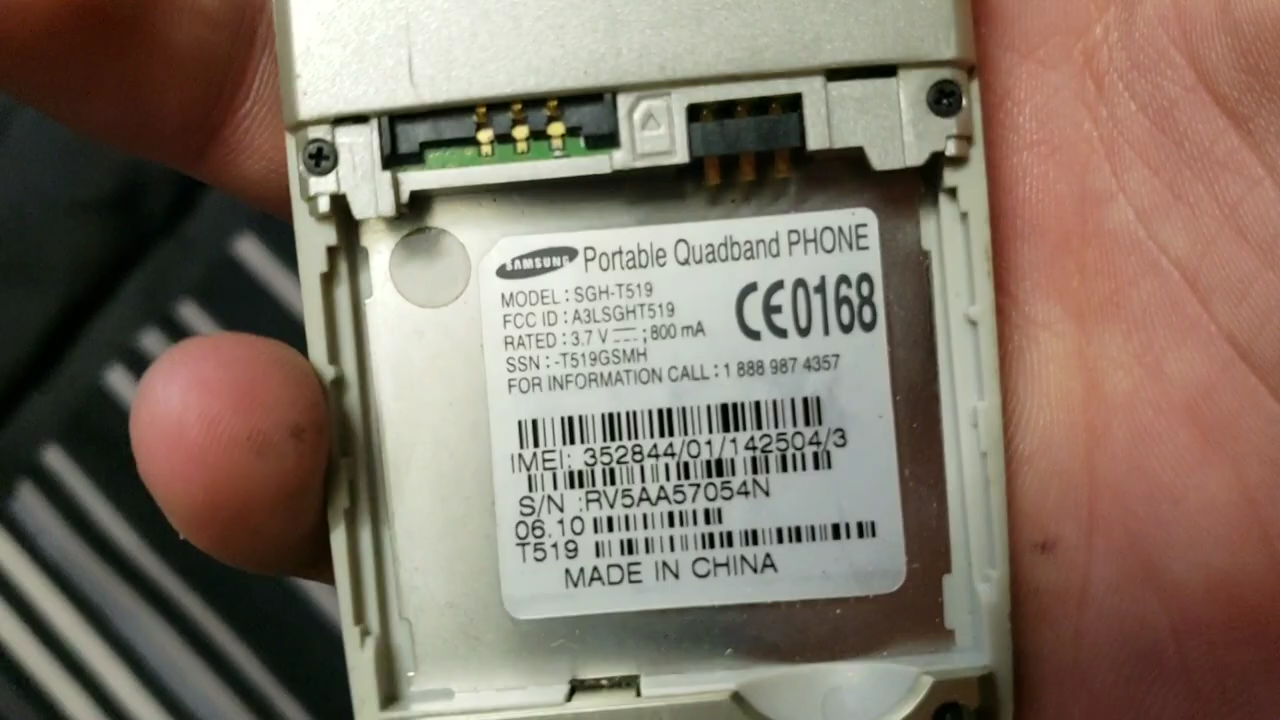 SAMSUNG Portable Quadband PHONE
MODEL : SGH-T519
FCC ID : A3LSGHT519
RATED : 3.7 V ⎓ ; 800 mA
SSN : -T519GSMH
FOR INFORMATION CALL : 1 888 987 4357
CE0168
IMEI: 352844/01/142504/3
S/N :RV5AA57054N
06.10
T519
MADE IN CHINA